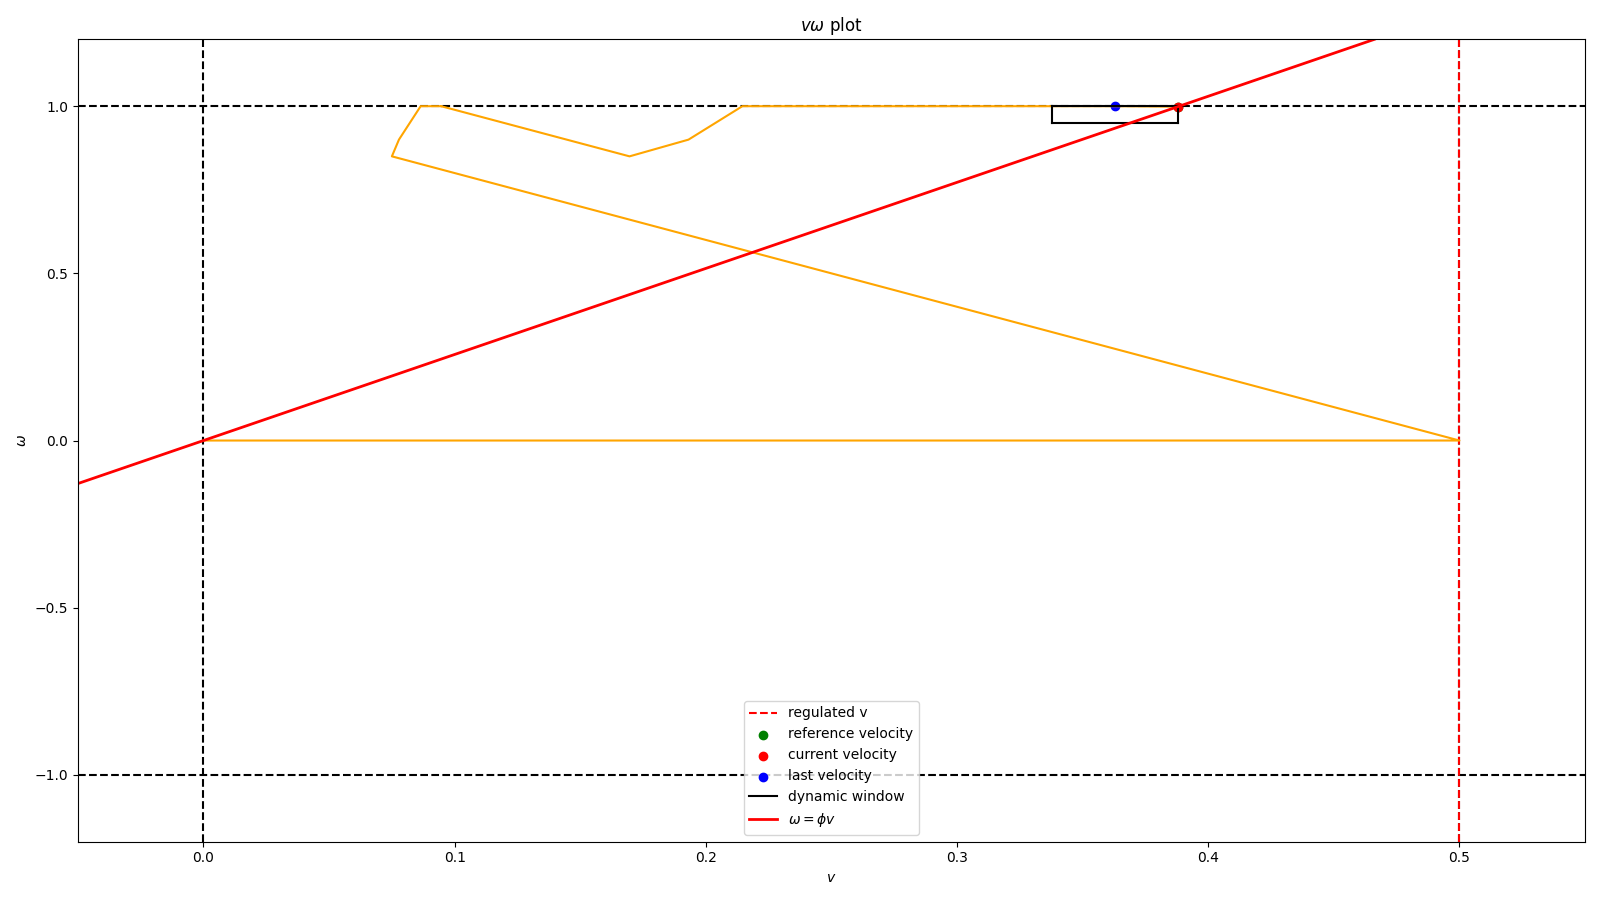 vω plot
1.0
0.5
0.0
−0.5
−1.0
ω
regulated v
reference velocity
current velocity
last velocity
dynamic window
ω = ϕv
0.0 0.1 0.2 0.3 0.4 0.5
v